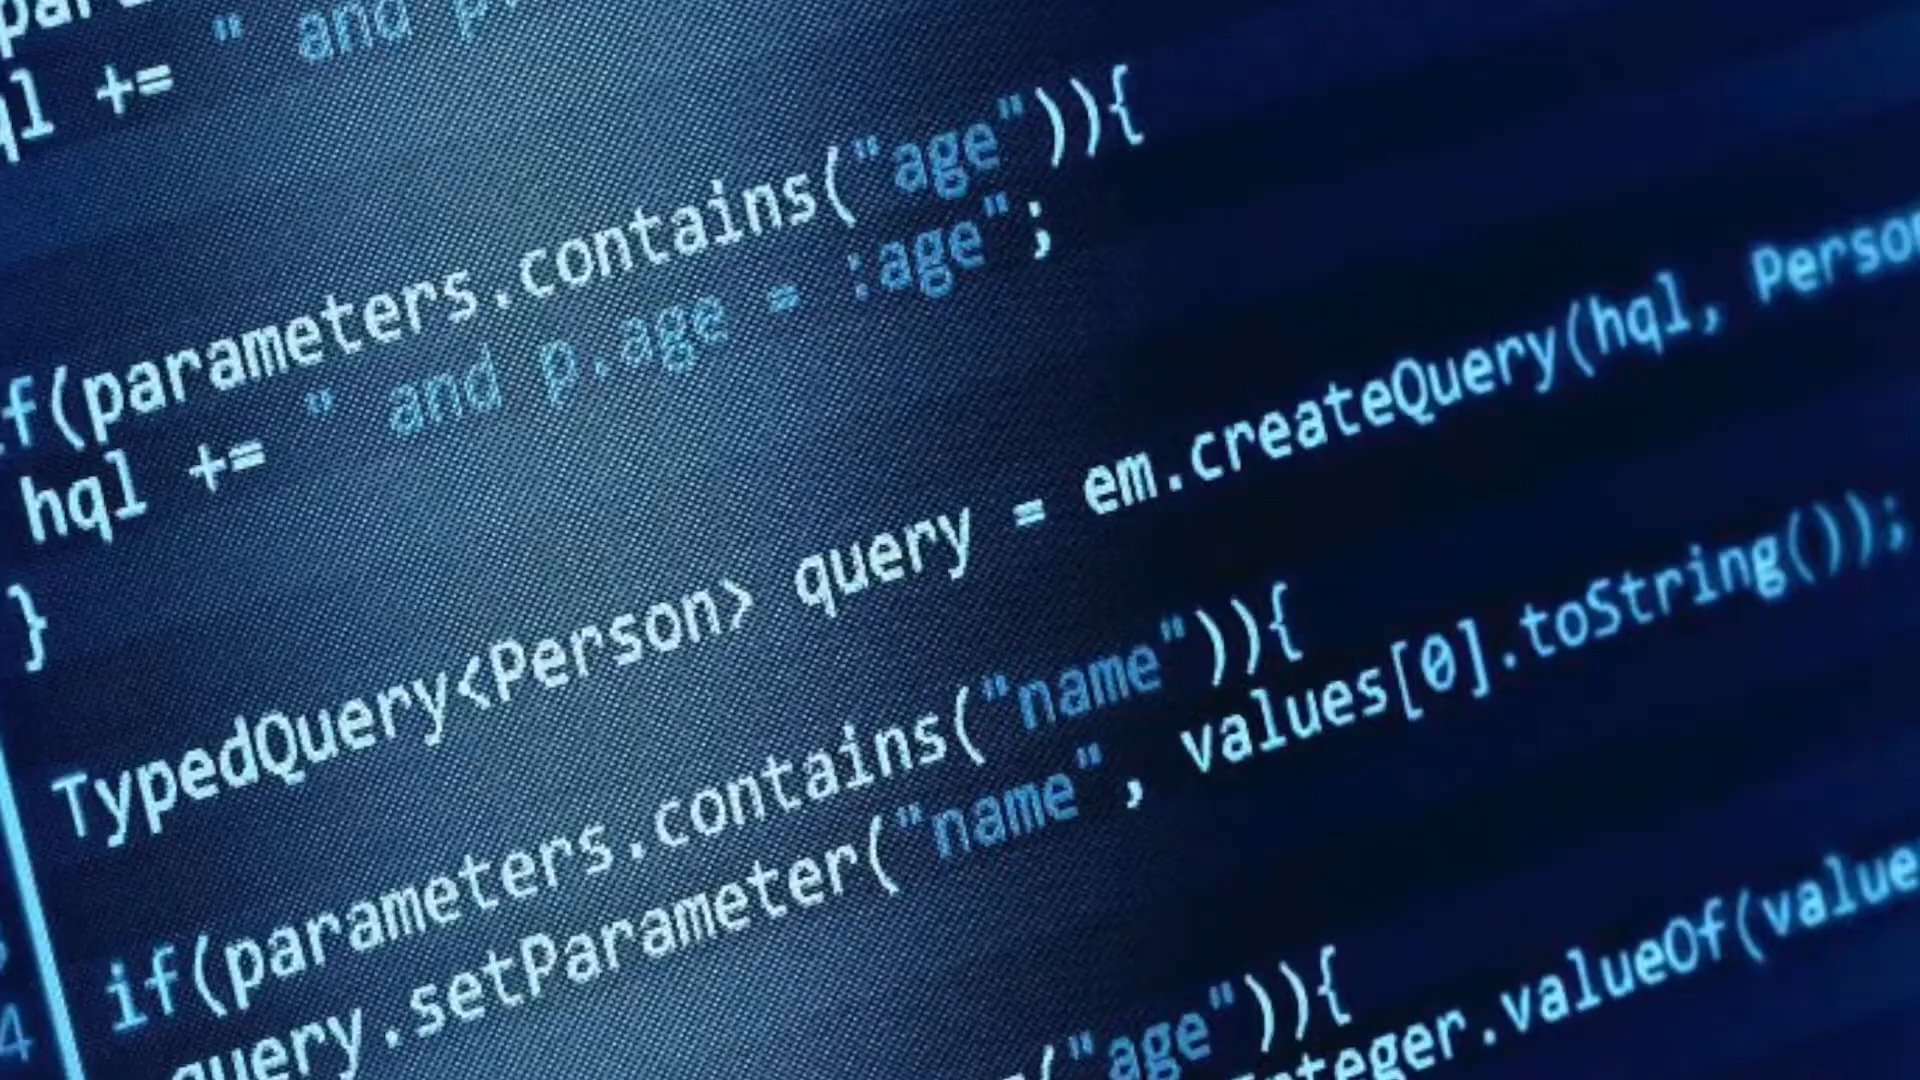 hql += " and p.
if(parameters.contains("age")){
hql += " and p.age = :age";
}
TypedQuery<Person> query = em.createQuery(hql, Person
if(parameters.contains("name")){
query.setParameter("name", values[0].toString());
("age")){
Integer.valueOf(value
4